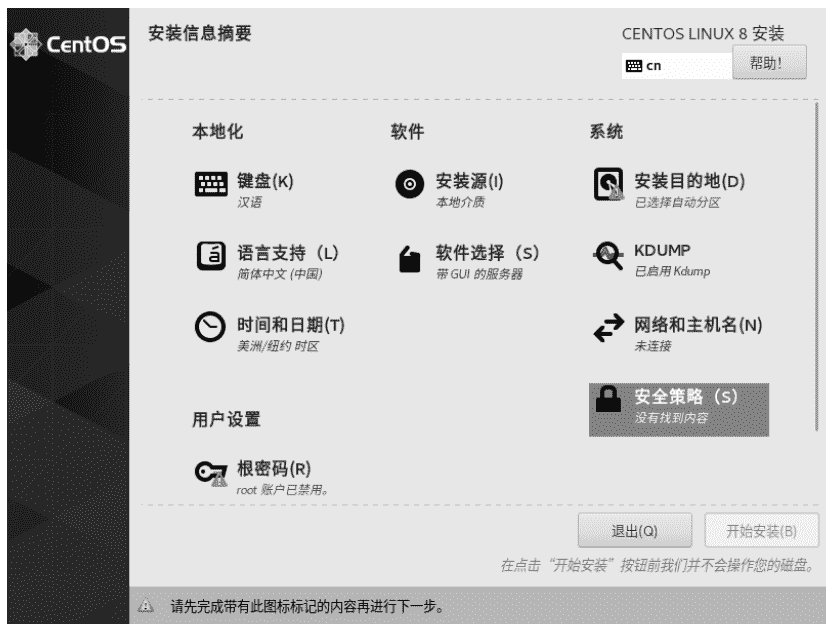 CentOS
安装信息摘要
CENTOS LINUX 8 安装
cn
帮助!
本地化
键盘(K)
汉语
语言支持（L）
简体中文 (中国)
时间和日期(T)
美洲/纽约 时区
用户设置
根密码(R)
root 账户已禁用。
软件
安装源(I)
本地介质
软件选择（S）
带 GUI 的服务器
系统
安装目的地(D)
已选择自动分区
KDUMP
已启用 Kdump
网络和主机名(N)
未连接
安全策略（S）
没有找到内容
退出(Q)
开始安装(B)
在点击“开始安装”按钮前我们并不会操作您的磁盘。
请先完成带有此图标标记的内容再进行下一步。